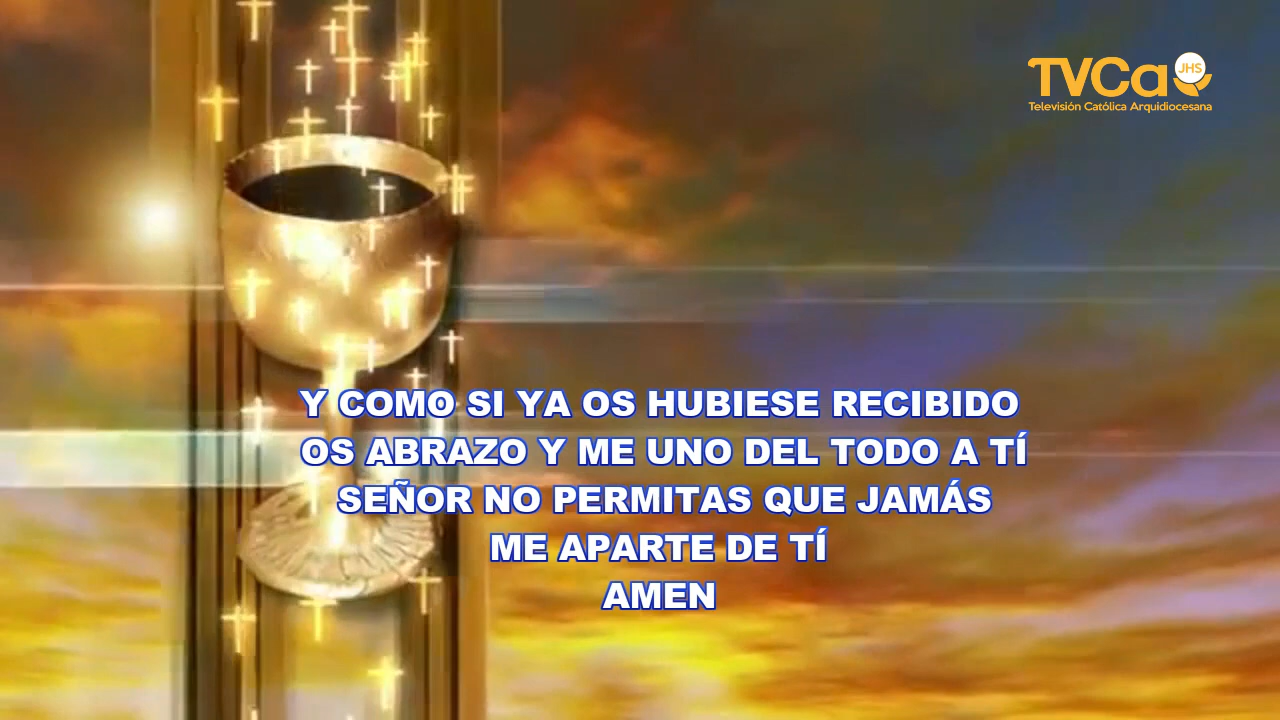 TVCa
JHS
Televisión Católica Arquidiocesana
Y COMO SI YA OS HUBIESE RECIBIDO
OS ABRAZO Y ME UNO DEL TODO A TÍ
SEÑOR NO PERMITAS QUE JAMÁS
ME APARTE DE TÍ
AMEN